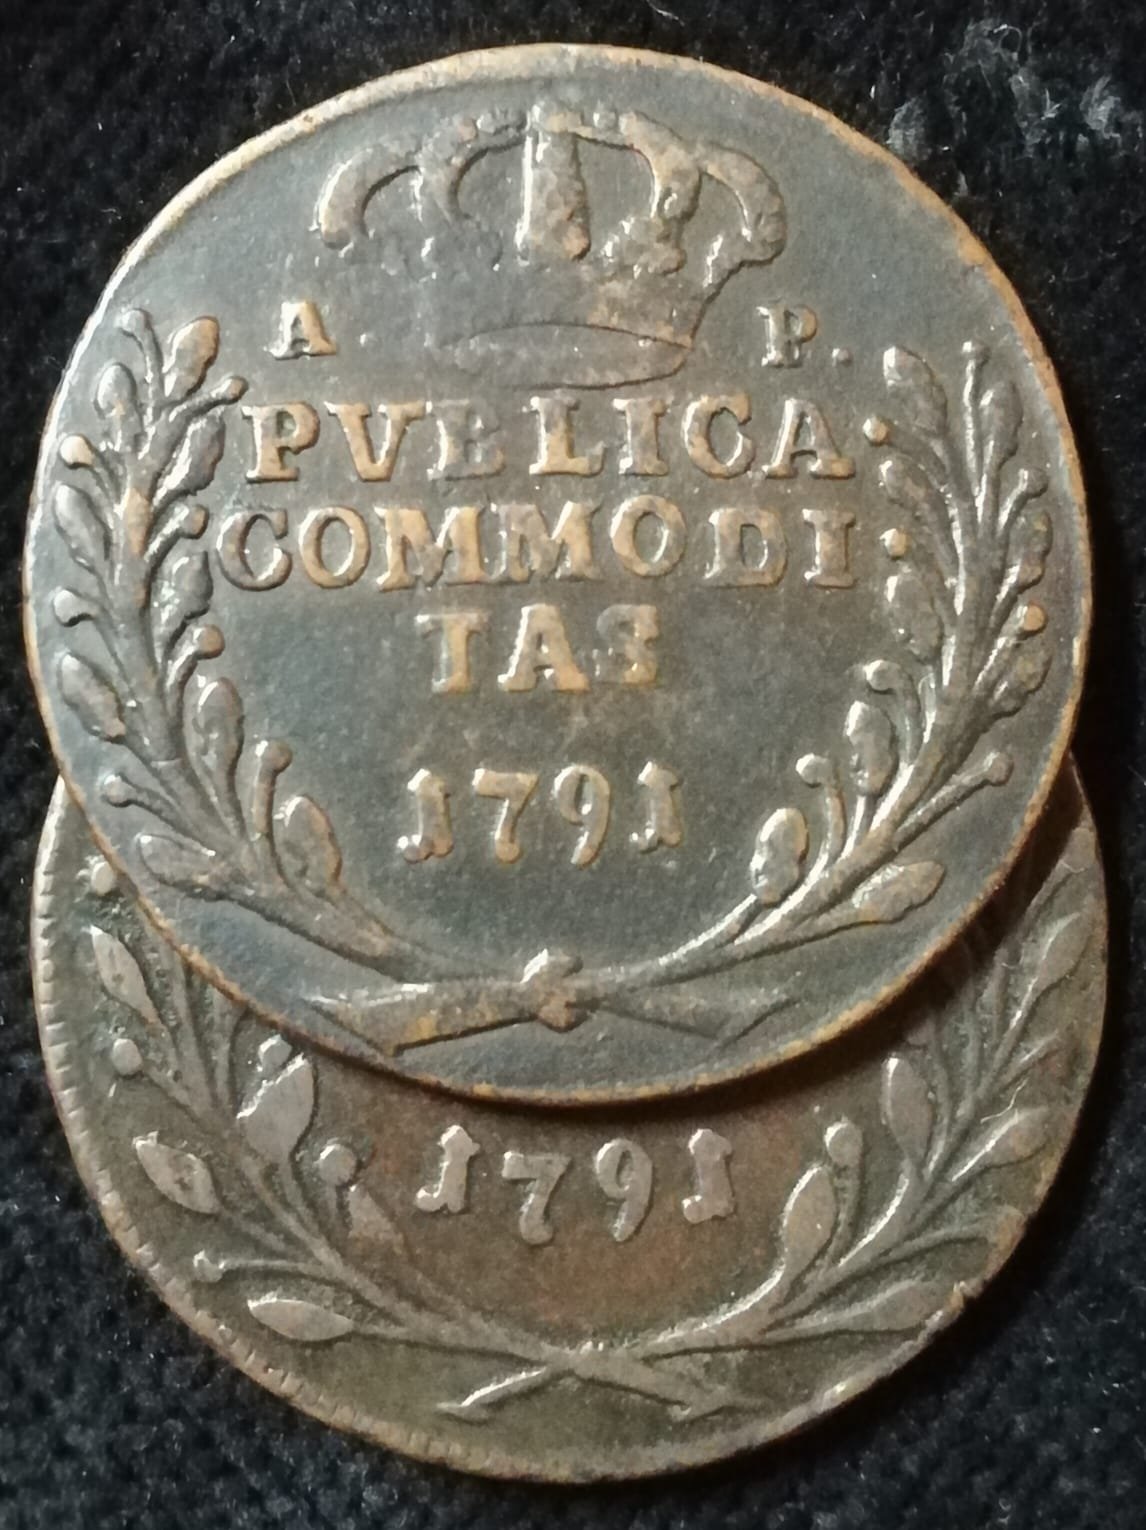 A. P.
PVBLICA:
COMMODI:
TAS
1791
1791